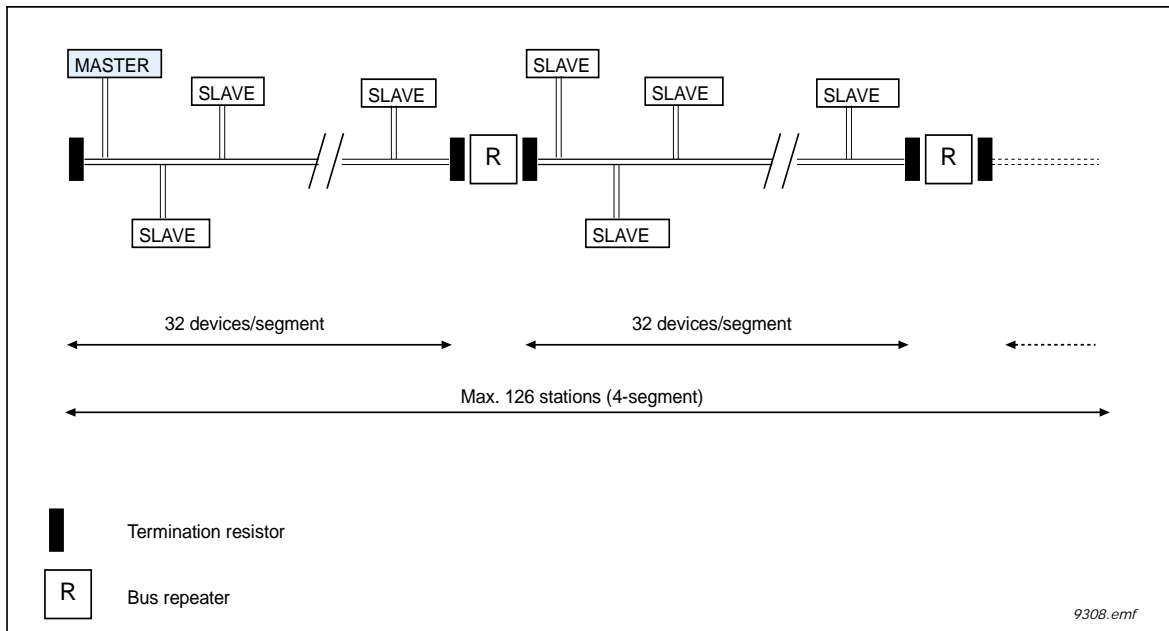 MASTER
SLAVE
SLAVE
SLAVE
SLAVE
SLAVE
SLAVE
R
R
SLAVE
SLAVE
32 devices/segment
32 devices/segment
Max. 126 stations (4-segment)
Termination resistor
R
Bus repeater
9308.emf